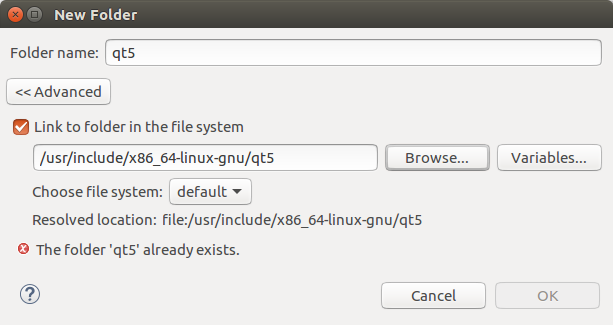 New Folder
Folder name: qt5
<< Advanced
Link to folder in the file system
/usr/include/x86_64-linux-gnu/qt5 Browse... Variables...
Choose file system: default
Resolved location: file:/usr/include/x86_64-linux-gnu/qt5
The folder 'qt5' already exists.
? Cancel OK